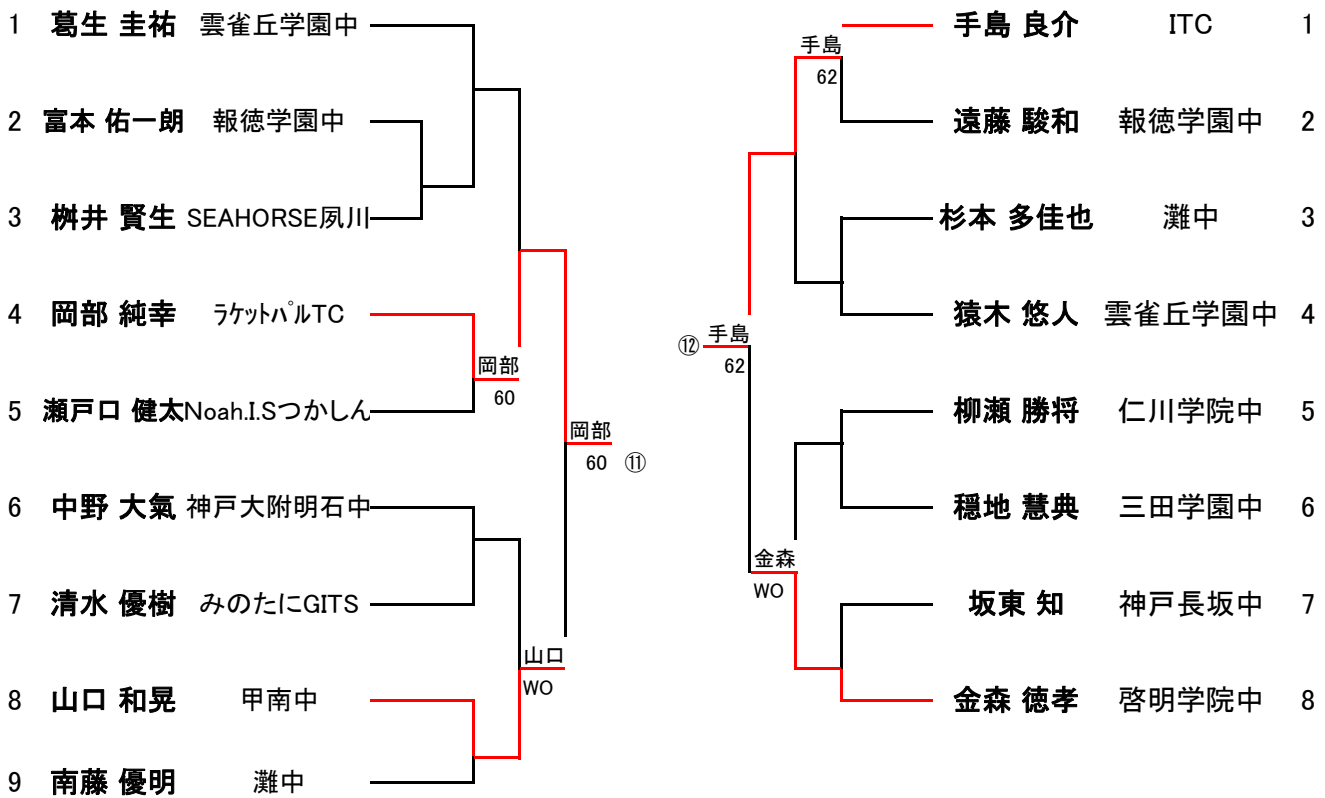 1 葛生 圭祐 雲雀丘学園中
2 富本 佑一朗 報徳学園中
3 桝井 賢生 SEAHORSE夙川
4 岡部 純幸 ﾗｹｯﾄﾊﾟﾙTC
岡部
60
5 瀬戸口 健太 Noah.I.Sつかしん
岡部
60 ⑪
6 中野 大氣 神戸大附明石中
7 清水 優樹 みのたにGITS
山口
WO
8 山口 和晃 甲南中
9 南藤 優明 灘中
手島 良介 ITC 1
手島
62
遠藤 駿和 報徳学園中 2
杉本 多佳也 灘中 3
猿木 悠人 雲雀丘学園中 4
⑫ 手島
62
柳瀬 勝将 仁川学院中 5
穏地 慧典 三田学園中 6
金森
WO
坂東 知 神戸長坂中 7
金森 徳孝 啓明学院中 8